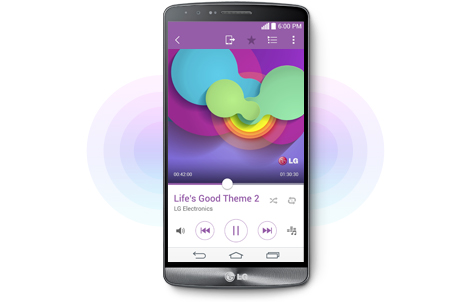 6:00 PM
LG
00:42:00
01:30:30
Life's Good Theme 2
LG Electronics
LG